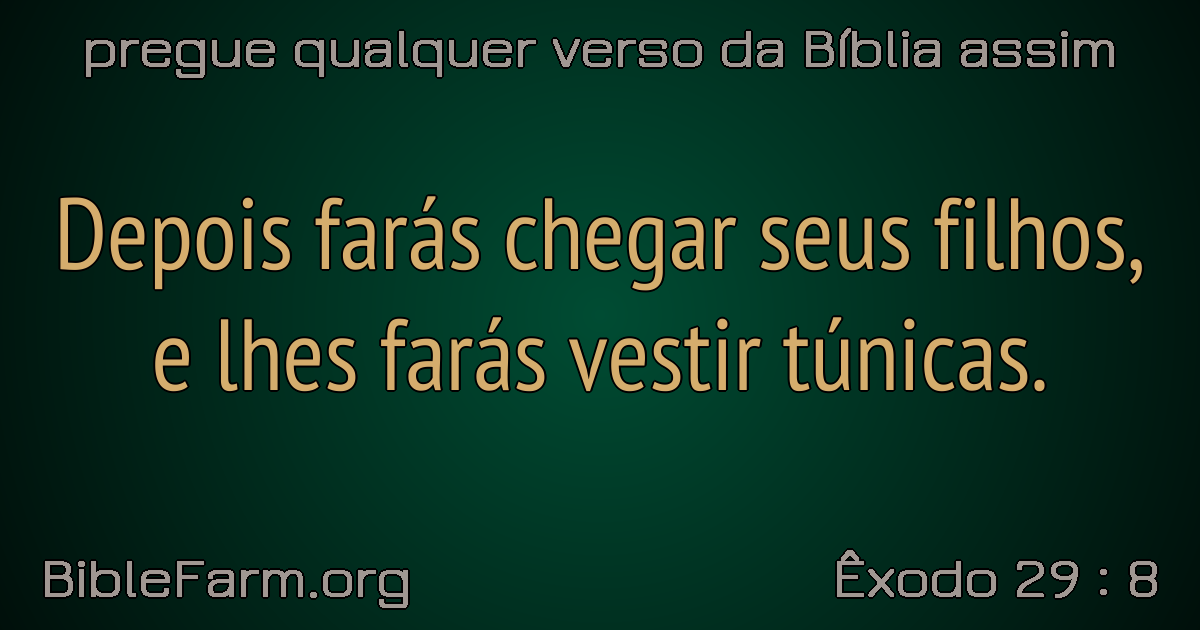 pregue qualquer verso da Bíblia assim
Depois farás chegar seus filhos,
e lhes farás vestir túnicas.
BibleFarm.org
Êxodo 29 : 8